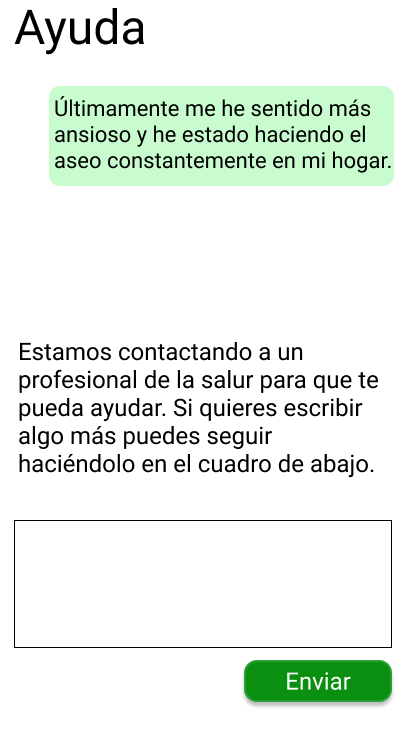 Ayuda
Últimamente me he sentido más
ansioso y he estado haciendo el
aseo constantemente en mi hogar.
Estamos contactando a un
profesional de la salur para que te
pueda ayudar. Si quieres escribir
algo más puedes seguir
haciéndolo en el cuadro de abajo.
Enviar